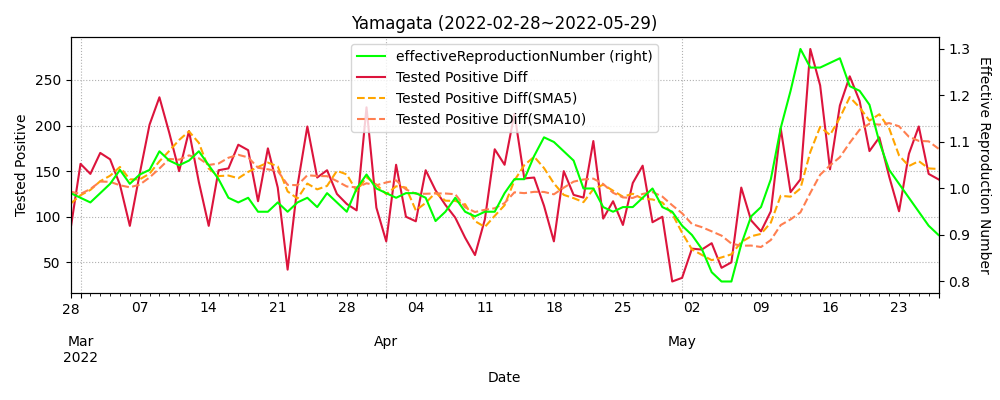 Yamagata (2022-02-28~2022-05-29)
effectiveReproductionNumber (right)
Tested Positive Diff
Tested Positive Diff(SMA5)
Tested Positive Diff(SMA10)
Tested Positive
250
200
150
100
50
Effective Reproduction Number
1.3
1.2
1.1
1.0
0.9
0.8
28 07 14 21 28 04 11 18 25 02 09 16 23
Mar Apr May
2022
Date